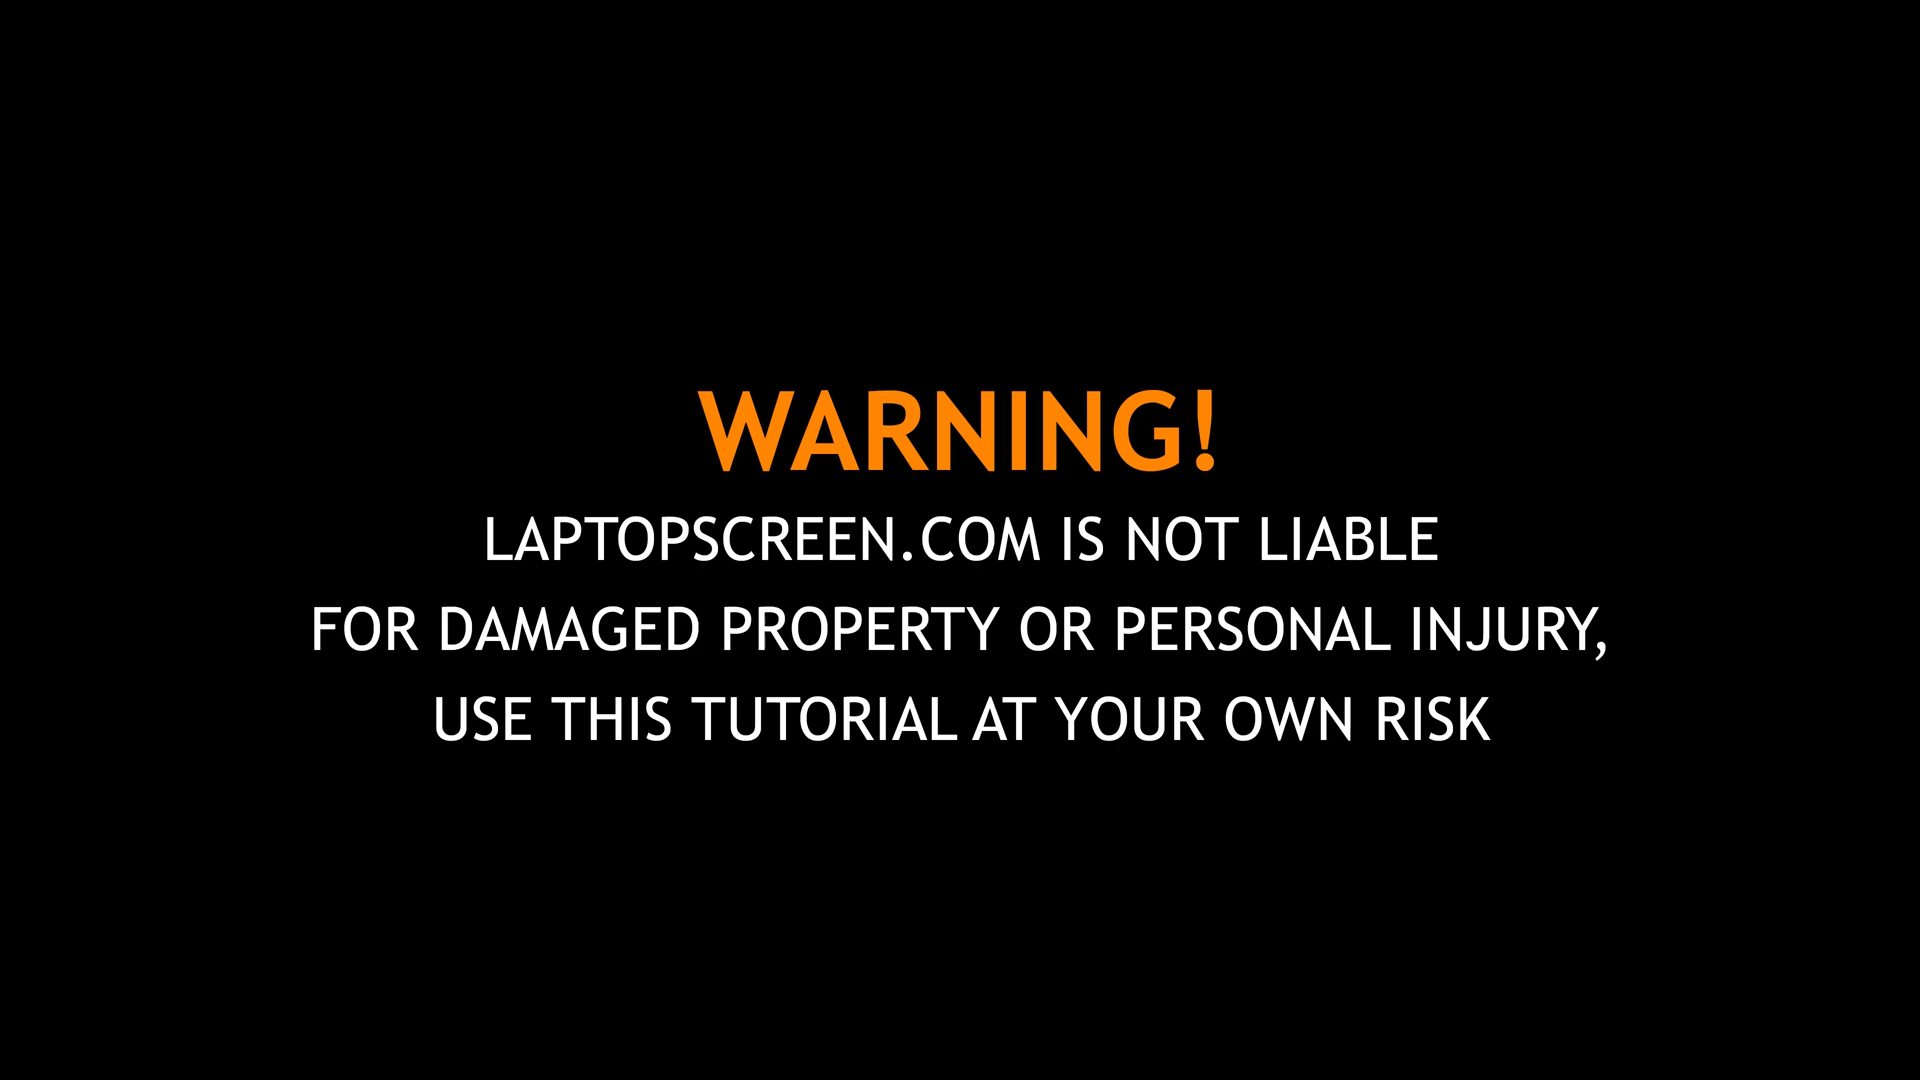 WARNING!
LAPTOPSCREEN.COM IS NOT LIABLE
FOR DAMAGED PROPERTY OR PERSONAL INJURY,
USE THIS TUTORIAL AT YOUR OWN RISK